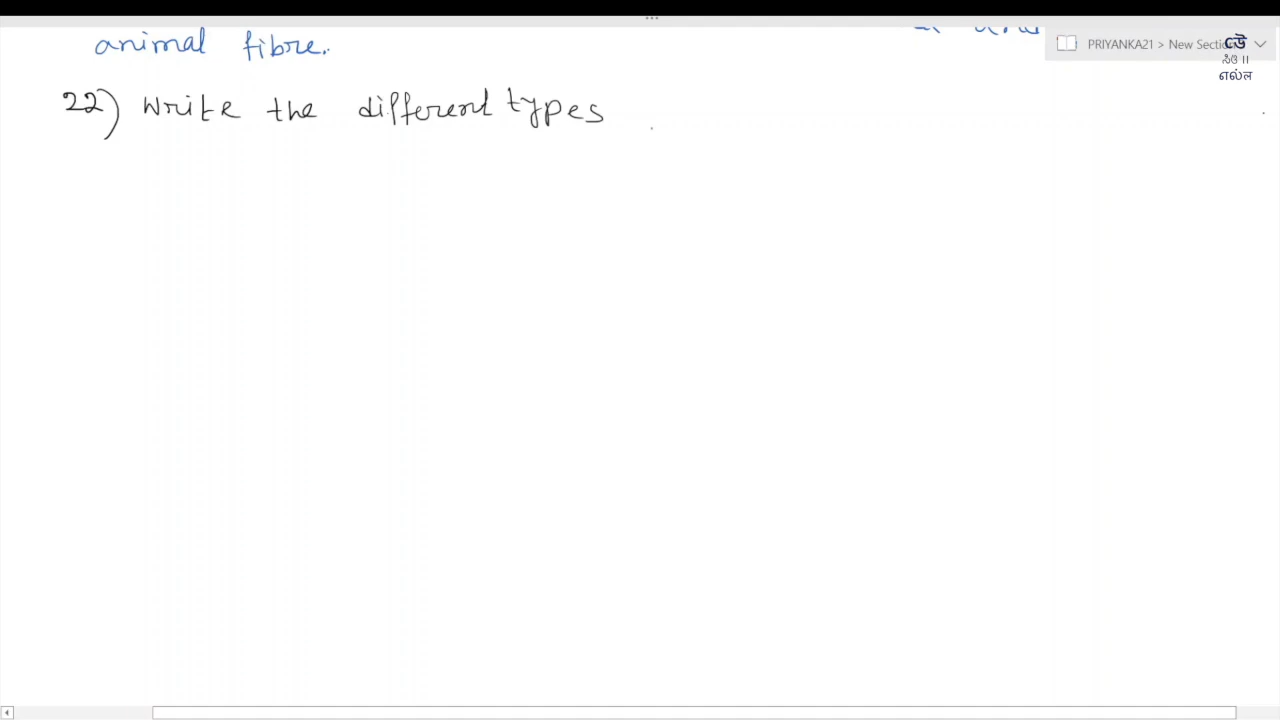 animal fibre.
PRIYANKA21 > New Section
22) Write the different types